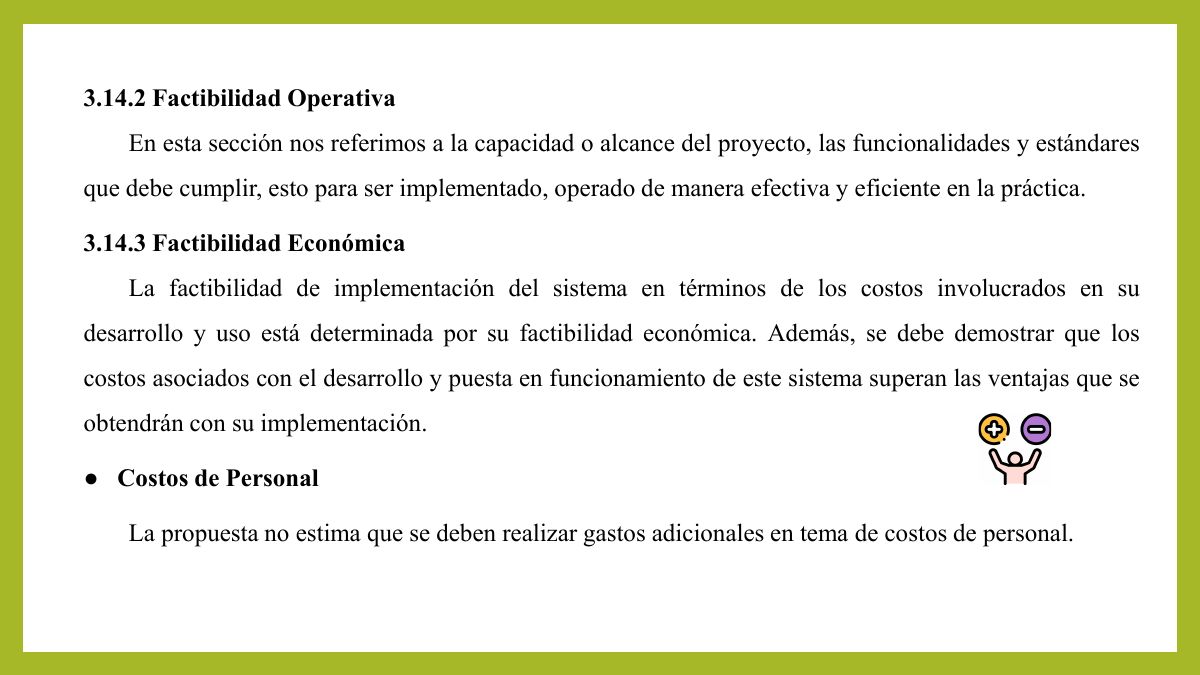 3.14.2 Factibilidad Operativa
En esta sección nos referimos a la capacidad o alcance del proyecto, las funcionalidades y estándares
que debe cumplir, esto para ser implementado, operado de manera efectiva y eficiente en la práctica.
3.14.3 Factibilidad Económica
La factibilidad de implementación del sistema en términos de los costos involucrados en su
desarrollo y uso está determinada por su factibilidad económica. Además, se debe demostrar que los
costos asociados con el desarrollo y puesta en funcionamiento de este sistema superan las ventajas que se
obtendrán con su implementación.
● Costos de Personal
La propuesta no estima que se deben realizar gastos adicionales en tema de costos de personal.